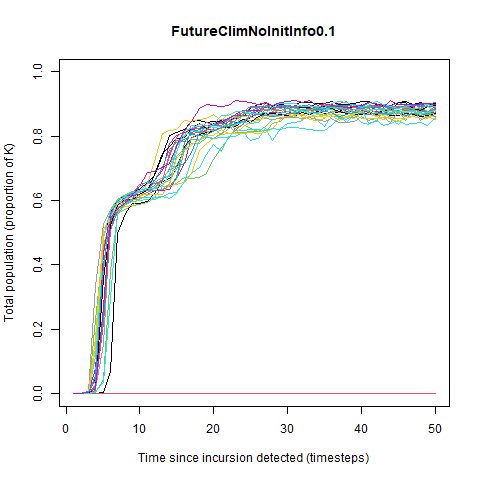 FutureClimNoInitInfo0.1
Total population (proportion of K)
1.0
0.8
0.6
0.4
0.2
0.0
0 10 20 30 40 50
Time since incursion detected (timesteps)